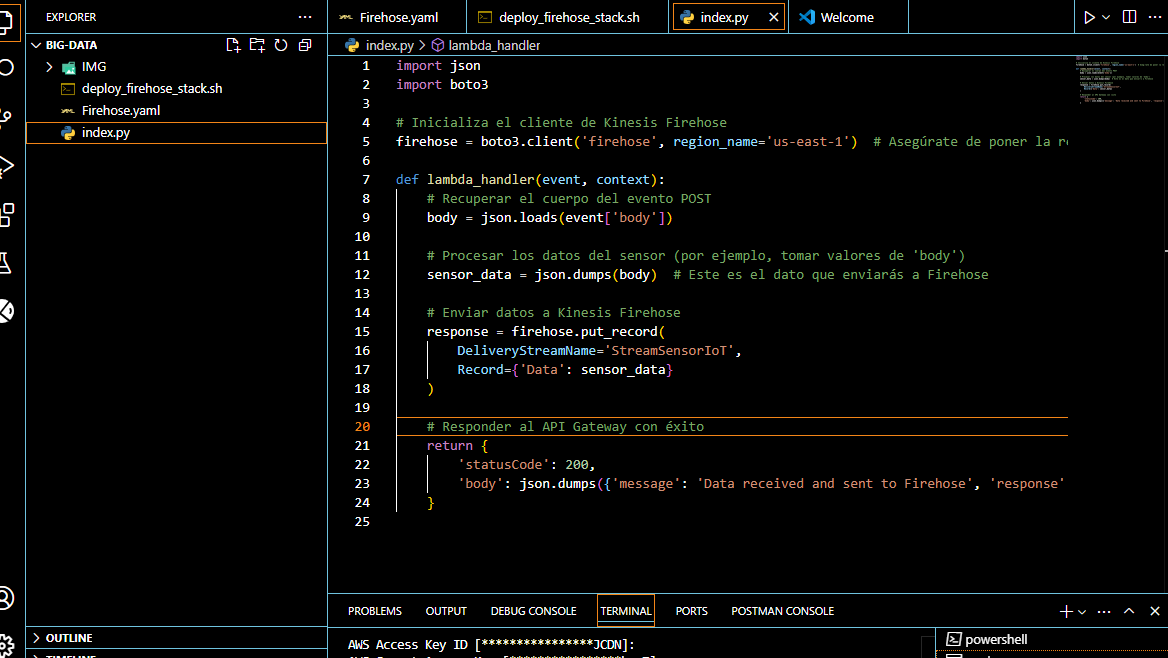 EXPLORER
...
BIG-DATA
IMG
deploy_firehose_stack.sh
Firehose.yaml
index.py
OUTLINE
TIMELINE
Firehose.yaml
deploy_firehose_stack.sh
index.py
Welcome
index.py > lambda_handler
1 import json
2 import boto3
3
4 # Inicializa el cliente de Kinesis Firehose
5 firehose = boto3.client('firehose', region_name='us-east-1')  # Asegúrate de poner la
6
7 def lambda_handler(event, context):
8     # Recuperar el cuerpo del evento POST
9     body = json.loads(event['body'])
10
11     # Procesar los datos del sensor (por ejemplo, tomar valores de 'body')
12     sensor_data = json.dumps(body)  # Este es el dato que enviarás a Firehose
13
14     # Enviar datos a Kinesis Firehose
15     response = firehose.put_record(
16         DeliveryStreamName='StreamSensorIoT',
17         Record={'Data': sensor_data}
18     )
19
20     # Responder al API Gateway con éxito
21     return {
22         'statusCode': 200,
23         'body': json.dumps({'message': 'Data received and sent to Firehose', 'response'
24     }
25
PROBLEMS OUTPUT DEBUG CONSOLE TERMINAL PORTS POSTMAN CONSOLE
AWS Access Key ID [****************JCDN]:
powershell